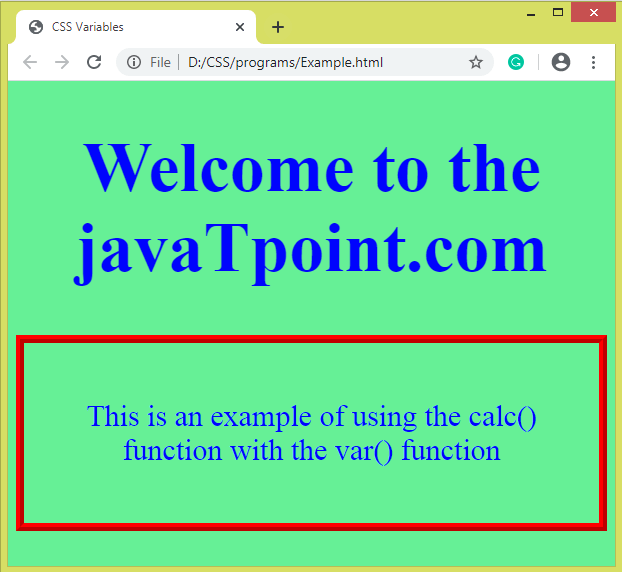 CSS Variables
File
D:/CSS/programs/Example.html
Welcome to the
javaTpoint.com
This is an example of using the calc()
function with the var() function